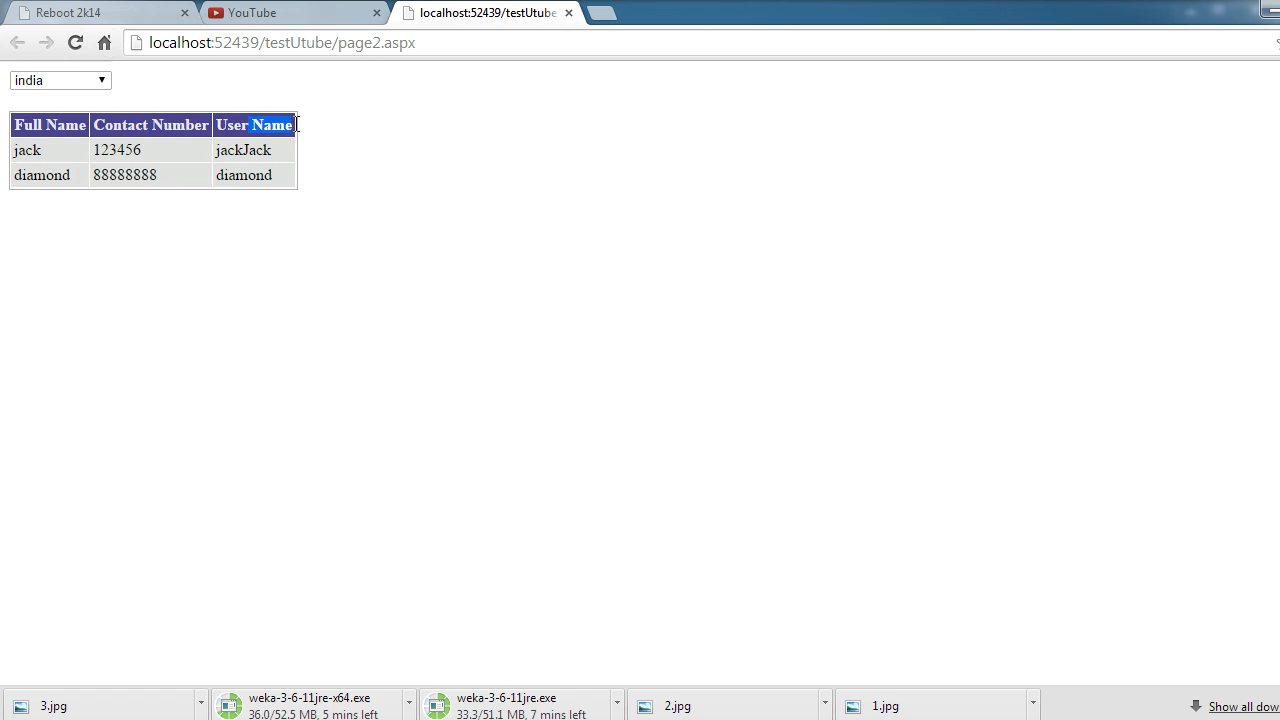 Reboot 2k14
YouTube
localhost:52439/testUtube
localhost:52439/testUtube/page2.aspx
india
Full Name Contact Number User Name
jack 123456 jackJack
diamond 88888888 diamond
3.jpg
weka-3-6-11jre-x64.exe
36.0/52.5 MB, 5 mins left
weka-3-6-11jre.exe
33.3/51.1 MB, 7 mins left
2.jpg
1.jpg
Show all dow